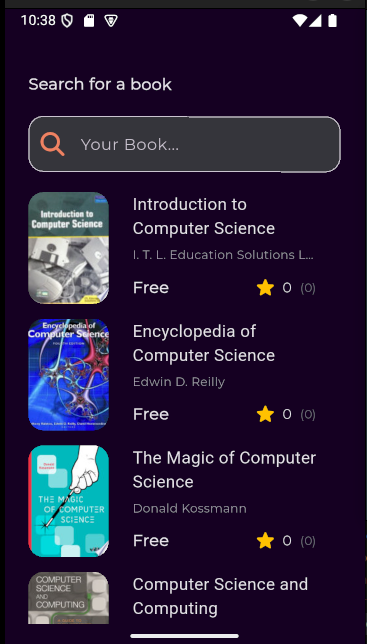 10:38
Search for a book
Your Book...
Introduction to
Computer Science
Introduction to
Computer Science
I. T. L. Education Solutions L...
Free
0 (0)
Encyclopedia of
Computer Science
Encyclopedia of
Computer Science
Edwin D. Reilly
Free
0 (0)
THE MAGIC
OF COMPUTER
SCIENCE
The Magic of Computer
Science
Donald Kossmann
Free
0 (0)
COMPUTER
SCIENCE
AND
COMPUTING
Computer Science and
Computing